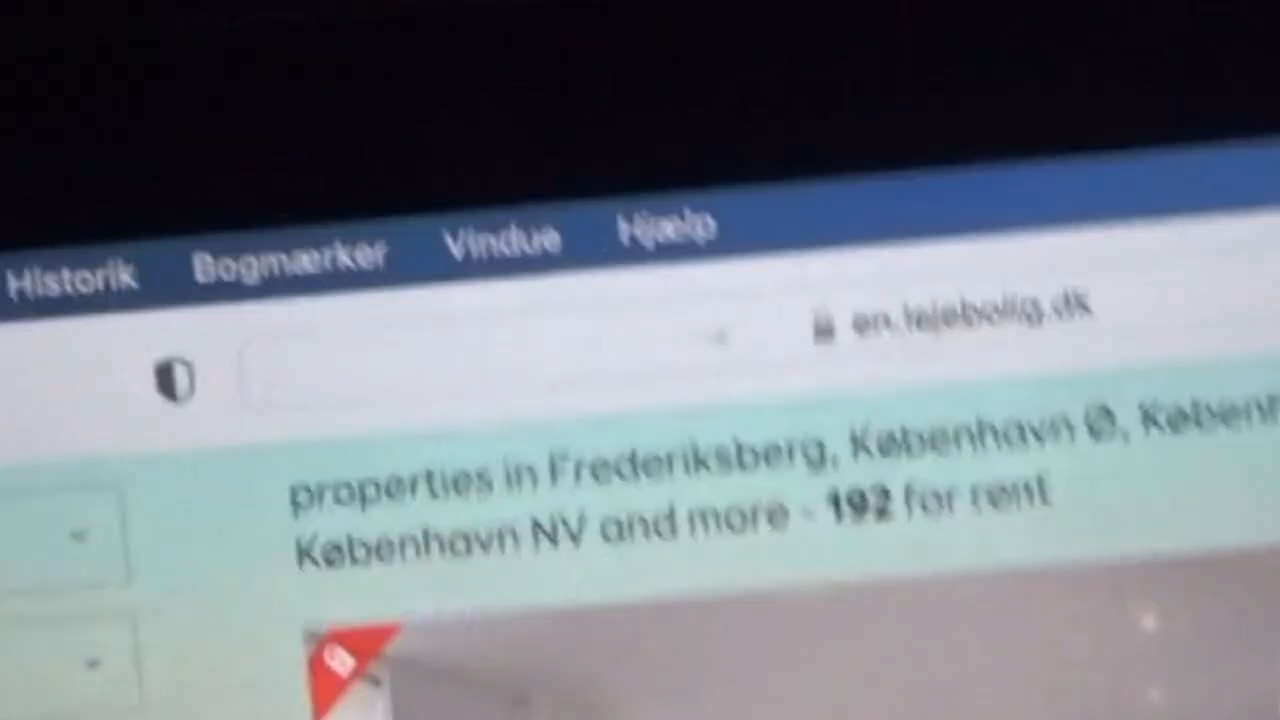 Historik Bogmærker Vindue Hjælp
en.lejebolig.dk
properties in Frederiksberg, København Ø,
København NV and more - 192 for rent